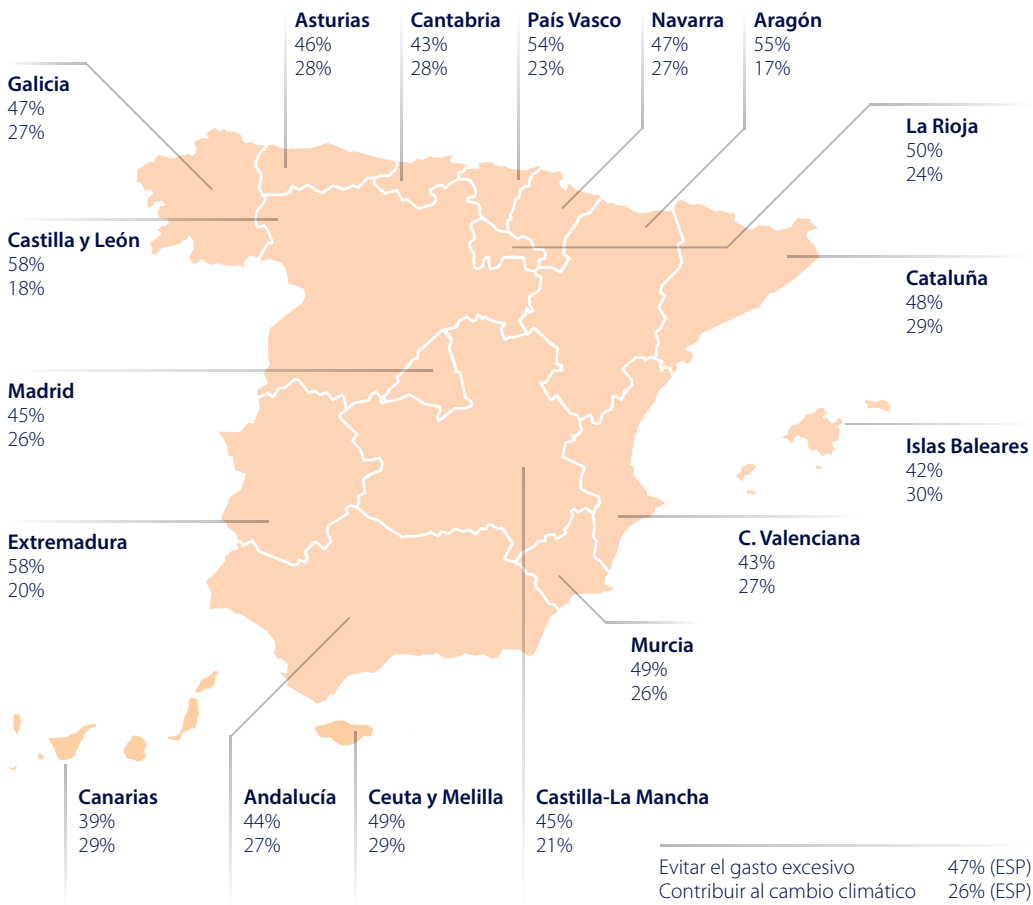 Asturias
46%
28%
Cantabria
43%
28%
País Vasco
54%
23%
Navarra
47%
27%
Aragón
55%
17%
Galicia
47%
27%
La Rioja
50%
24%
Castilla y León
58%
18%
Cataluña
48%
29%
Madrid
45%
26%
Islas Baleares
42%
30%
Extremadura
58%
20%
C. Valenciana
43%
27%
Murcia
49%
26%
Canarias
39%
29%
Andalucía
44%
27%
Ceuta y Melilla
49%
29%
Castilla-La Mancha
45%
21%
Evitar el gasto excesivo 47% (ESP)
Contribuir al cambio climático 26% (ESP)